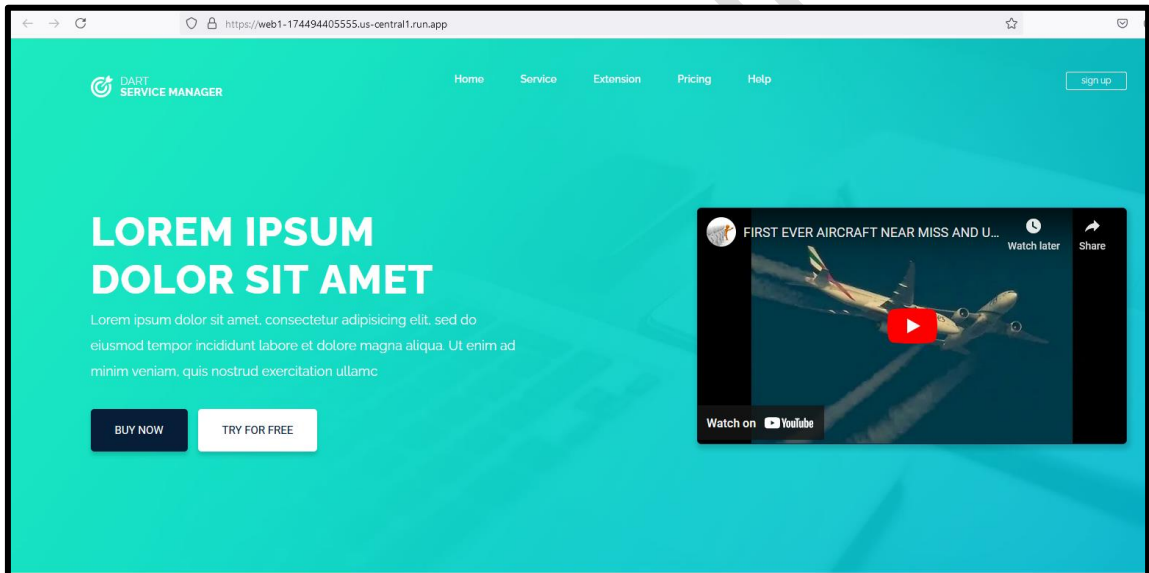 https://web1-174494405555.us-central1.run.app
DART
SERVICE MANAGER
Home Service Extension Pricing Help
sign up
LOREM IPSUM
DOLOR SIT AMET
Lorem ipsum dolor sit amet, consectetur adipisicing elit, sed do
eiusmod tempor incididunt labore et dolore magna aliqua. Ut enim ad
minim veniam, quis nostrud exercitation ullamc
BUY NOW
TRY FOR FREE
FIRST EVER AIRCRAFT NEAR MISS AND U...
Watch later
Share
Watch on YouTube